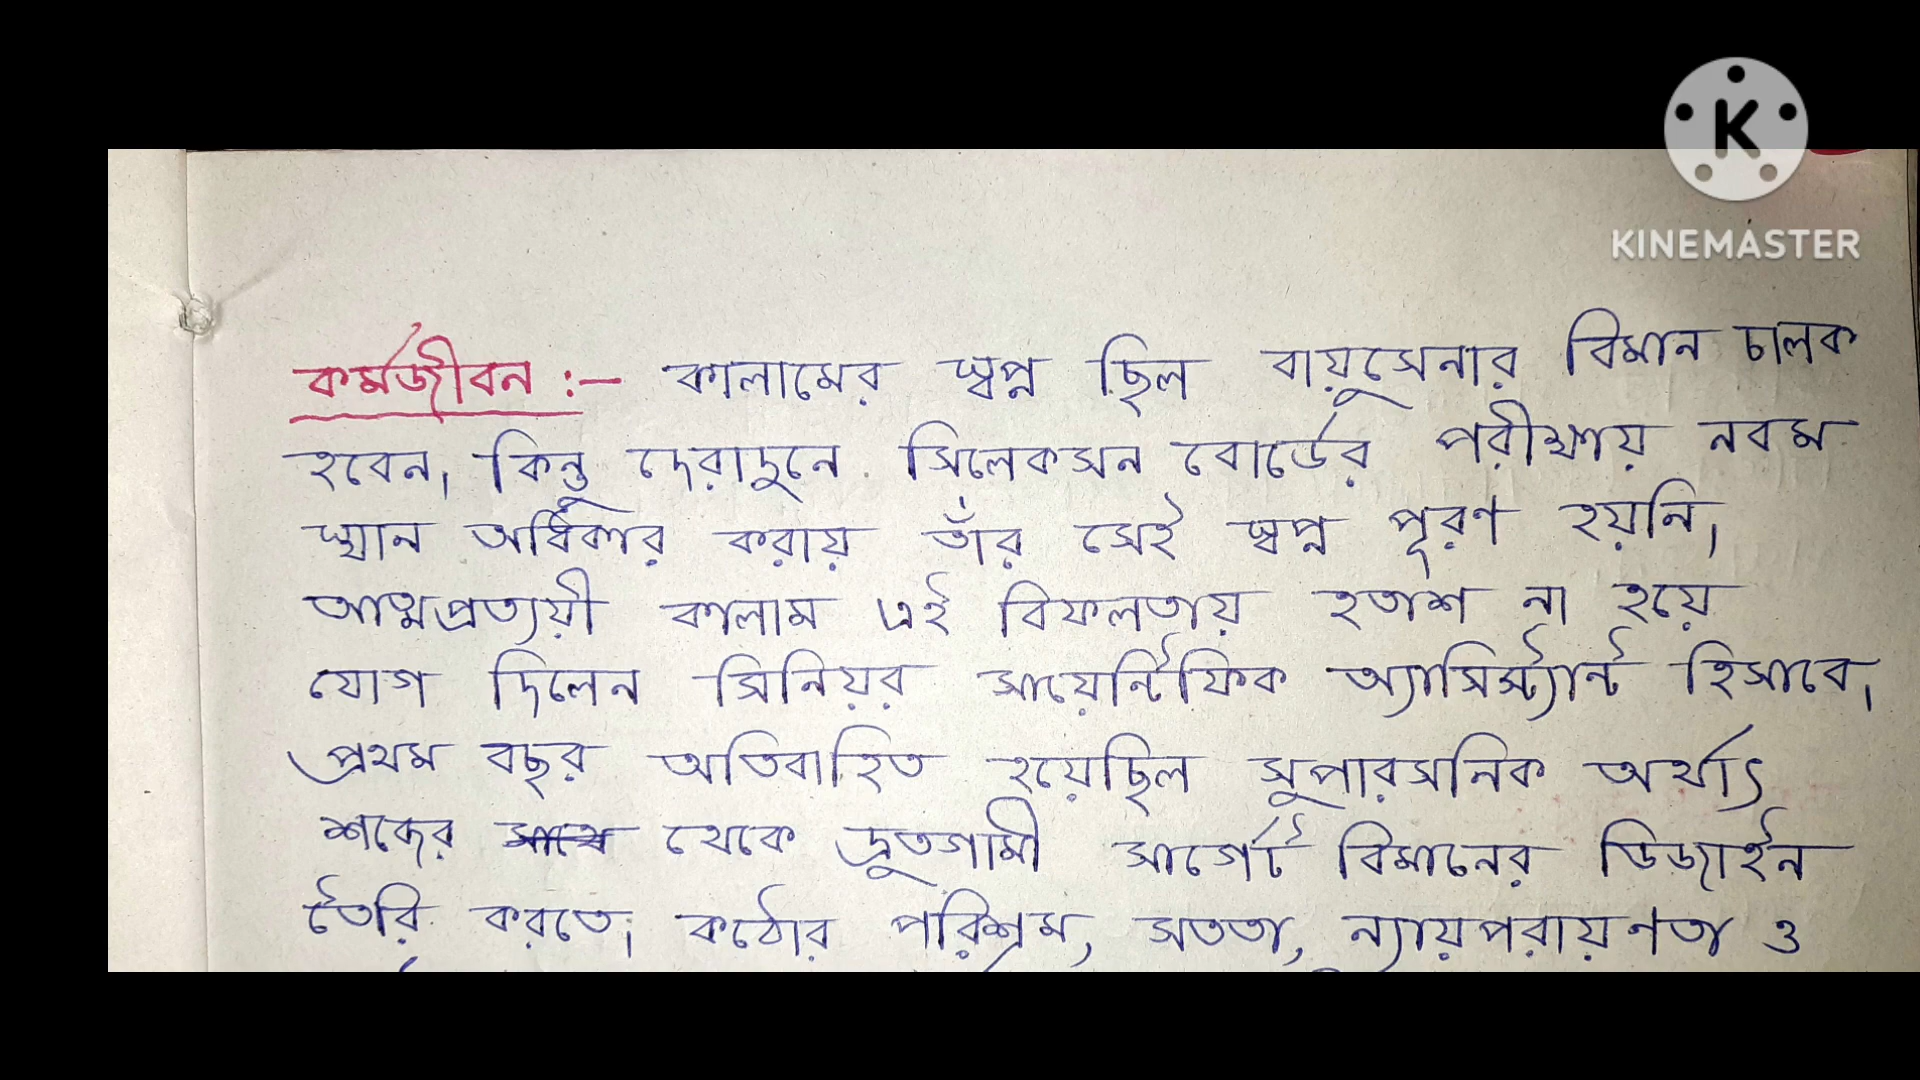 K
KINEMASTER
কর্মজীবন :- কালামের স্বপ্ন ছিল বায়ুসেনার বিমান চালক
হবেন। কিন্তু দেরাদুনে সিলেকসন বোর্ডের পরীক্ষায় নবম
স্থান অধিকার করায় তাঁর সেই স্বপ্ন পূরণ হয়নি।
আত্মপ্রত্যয়ী কালাম এই বিফলতায় হতাশ না হয়ে
যোগ দিলেন সিনিয়র সায়েন্টিফিক অ্যাসিস্ট্যান্ট হিসাবে।
প্রথম বছর অতিবাহিত হয়েছিল সুপারসনিক অর্থাৎ
শব্দের থেকে দ্রুতগামী সার্গেট বিমানের ডিজাইন
তৈরি করতে। কঠোর পরিশ্রম, সততা, ন্যায়পরায়ণতা ও